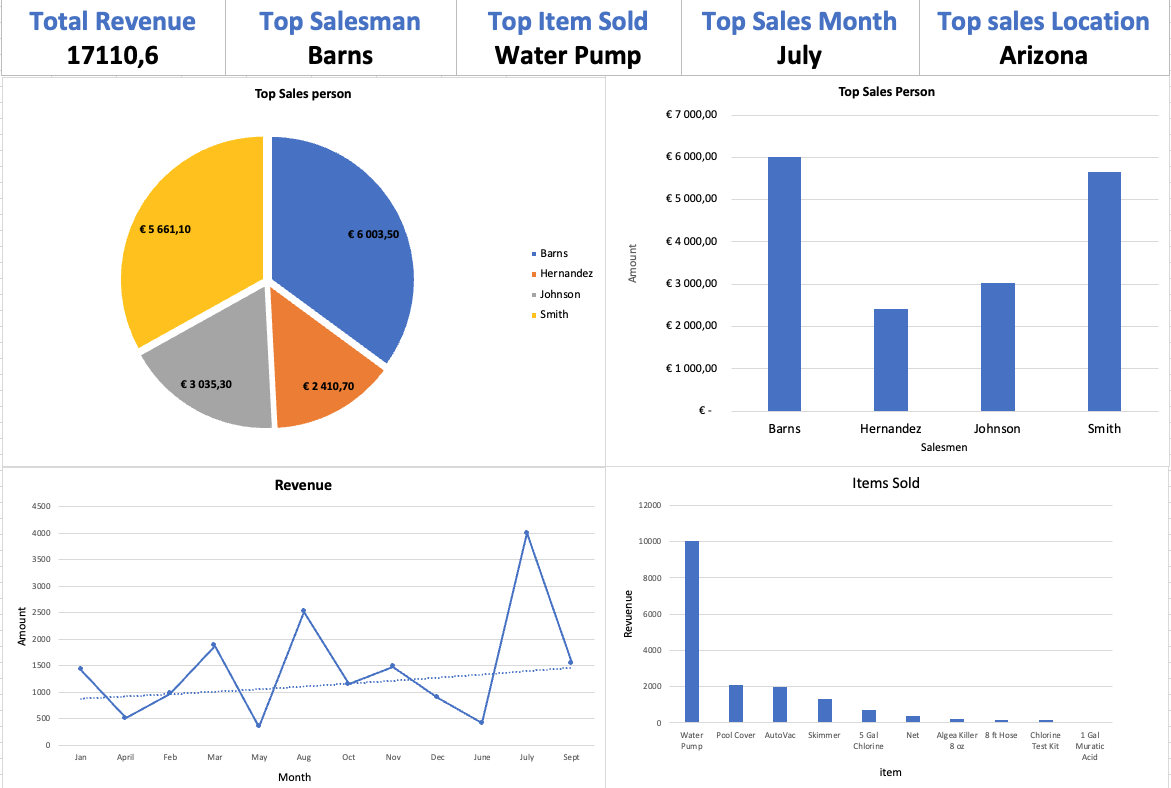 Total Revenue
17110,6
Top Salesman
Barns
Top Item Sold
Water Pump
Top Sales Month
July
Top sales Location
Arizona
Top Sales person
€ 5 661,10
€ 6 003,50
€ 3 035,30
€ 2 410,70
Barns
Hernandez
Johnson
Smith
Top Sales Person
€ 7 000,00
€ 6 000,00
€ 5 000,00
€ 4 000,00
€ 3 000,00
€ 2 000,00
€ 1 000,00
€ -
Amount
Barns
Hernandez
Johnson
Smith
Salesmen
Revenue
4500
4000
3500
3000
2500
2000
1500
1000
500
0
Amount
Jan
April
Feb
Mar
May
Aug
Oct
Nov
Dec
June
July
Sept
Month
Items Sold
12000
10000
8000
6000
4000
2000
0
Revuenue
Water
Pump
Pool Cover
AutoVac
Skimmer
5 Gal
Chlorine
Net
Algea Killer
8 oz
8 ft Hose
Chlorine
Test Kit
1 Gal
Muratic
Acid
item